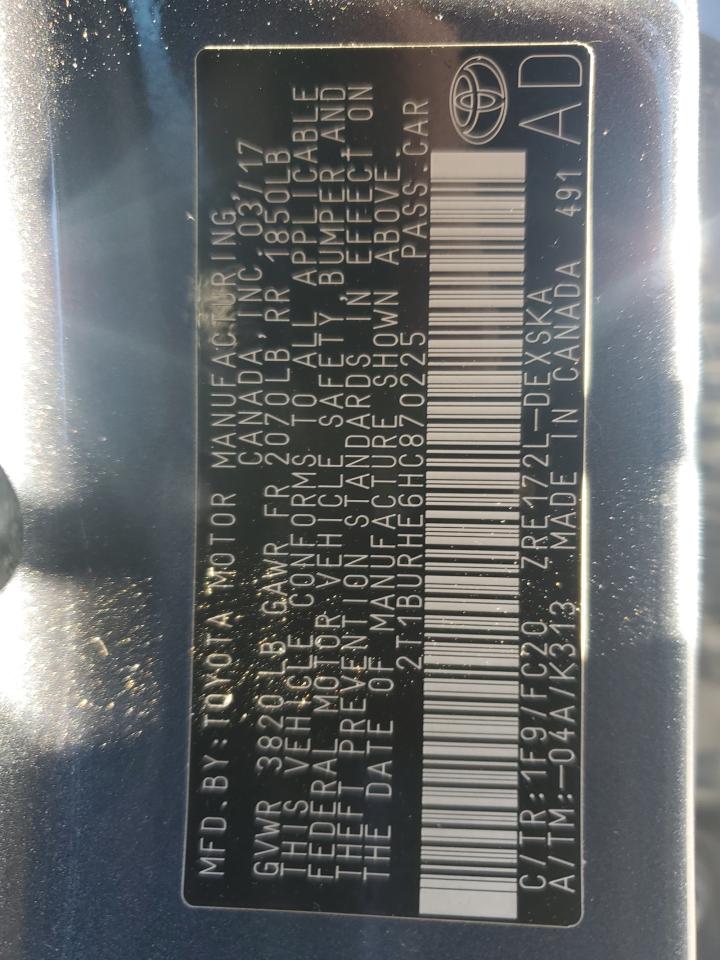 MFD.BY:TOYOTA MOTOR MANUFACTURING,
CANADA, INC 03/17
GVWR 3820 LB GAWR FR 2070LB, RR 1850LB
THIS VEHICLE CONFORMS TO ALL APPLICABLE
FEDERAL MOTOR VEHICLE SAFETY, BUMPER, AND
THEFT PREVENTION STANDARDS IN EFFECT ON
THE DATE OF MANUFACTURE SHOWN ABOVE.
2T1BURHE6HC870225 PASS.CAR
C/TR:1F9/FC20 ZRE172L-DEXSKA
A/TM:-04A/K313 MADE IN CANADA 491
AD